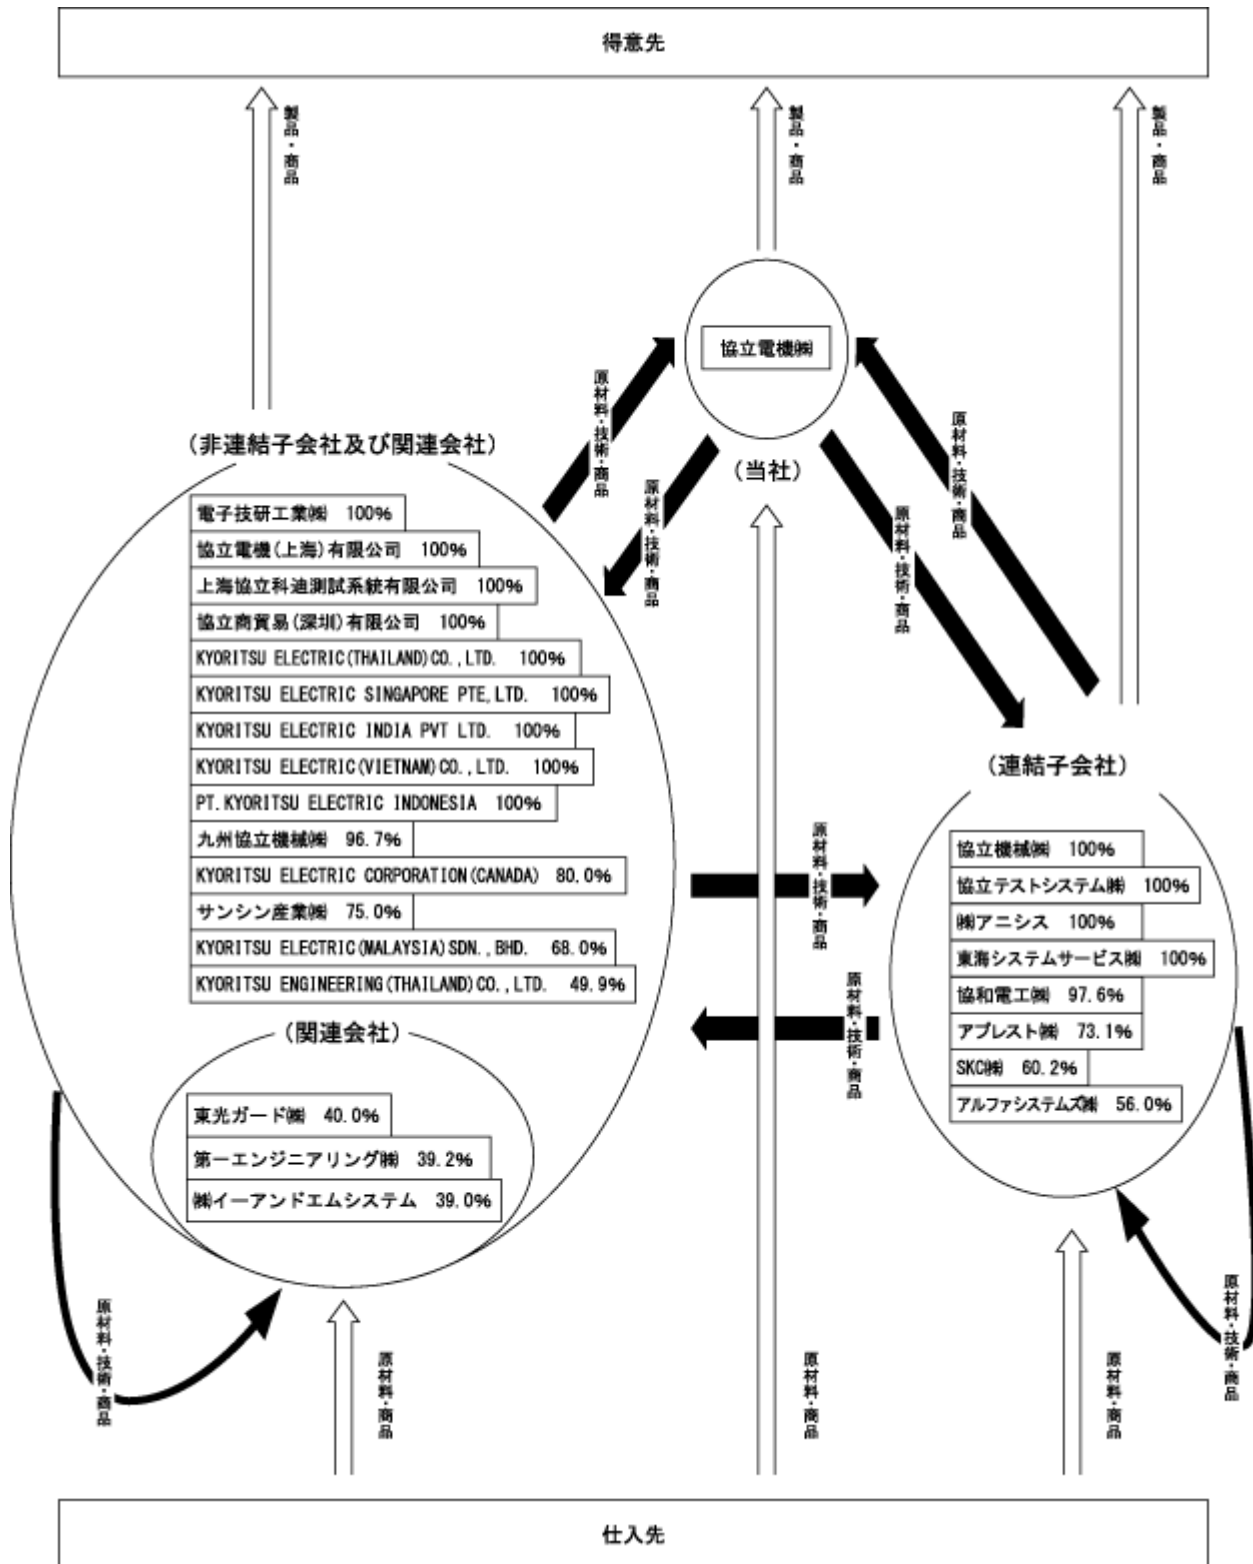 得意先
製品・商品
製品・商品
製品・商品
協立電機㈱
(当社)
原材料・技術・商品
原材料・技術・商品
原材料・技術・商品
原材料・技術・商品
(非連結子会社及び関連会社)
電子技研工業㈱ 100%
協立電機(上海)有限公司 100%
上海協立科迪測試系統有限公司 100%
協立商貿易(深圳)有限公司 100%
KYORITSU ELECTRIC(THAILAND)CO.,LTD. 100%
KYORITSU ELECTRIC SINGAPORE PTE,LTD. 100%
KYORITSU ELECTRIC INDIA PVT LTD. 100%
KYORITSU ELECTRIC(VIETNAM)CO.,LTD. 100%
PT.KYORITSU ELECTRIC INDONESIA 100%
九州協立機械㈱ 96.7%
KYORITSU ELECTRIC CORPORATION(CANADA) 80.0%
サンシン産業㈱ 75.0%
KYORITSU ELECTRIC(MALAYSIA)SDN.,BHD. 68.0%
KYORITSU ENGINEERING(THAILAND)CO.,LTD. 49.9%
(関連会社)
東光ガード㈱ 40.0%
第一エンジニアリング㈱ 39.2%
㈱イーアンドエムシステム 39.0%
原材料・技術・商品
原材料・技術・商品
(連結子会社)
協立機械㈱ 100%
協立テストシステム㈱ 100%
㈱アニシス 100%
東海システムサービス㈱ 100%
協和電工㈱ 97.6%
アプレスト㈱ 73.1%
SKC㈱ 60.2%
アルファシステムズ㈱ 56.0%
原材料・技術・商品
原材料・技術・商品
原材料・商品
原材料・商品
原材料・商品
仕入先